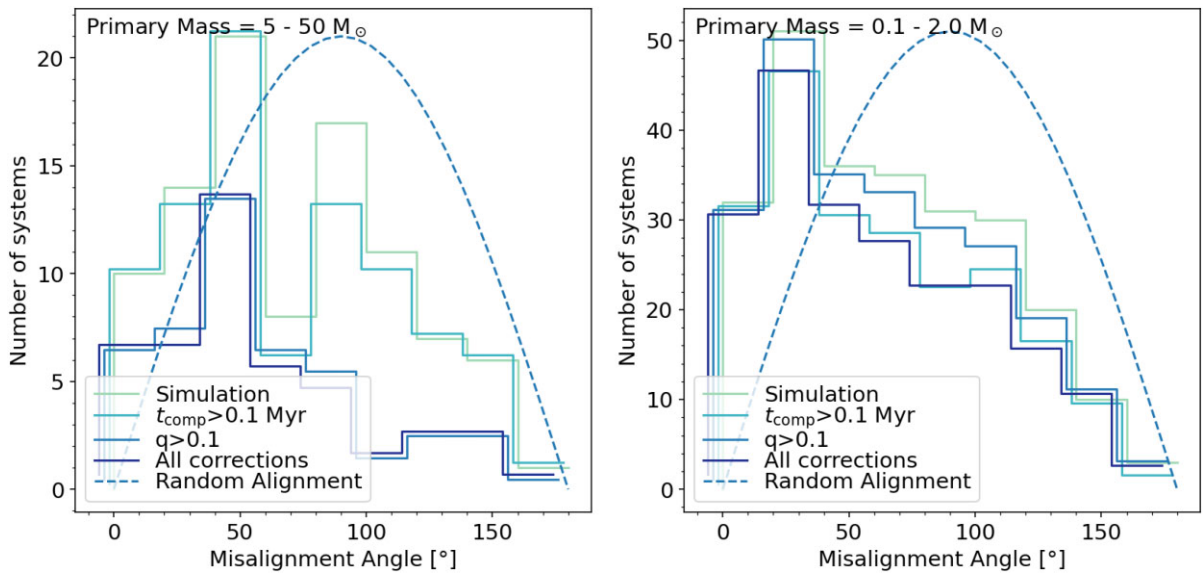 Primary Mass = 5 - 50 M⊙
Number of systems
20
15
10
5
0
Simulation
t_comp>0.1 Myr
q>0.1
All corrections
Random Alignment
0 50 100 150
Misalignment Angle [°]
Primary Mass = 0.1 - 2.0 M⊙
Number of systems
50
40
30
20
10
0
Simulation
t_comp>0.1 Myr
q>0.1
All corrections
Random Alignment
0 50 100 150
Misalignment Angle [°]